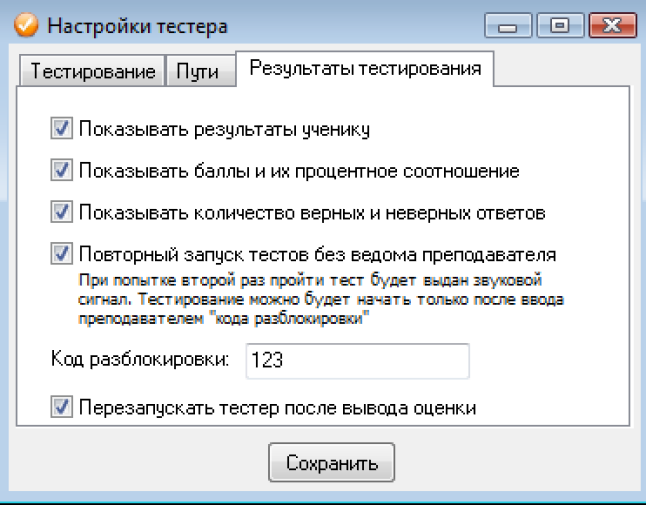 Настройки тестера
Тестирование Пути Результаты тестирования
Показывать результаты ученику
Показывать баллы и их процентное соотношение
Показывать количество верных и неверных ответов
Повторный запуск тестов без ведома преподавателя
При попытке второй раз пройти тест будет выдан звуковой
сигнал. Тестирование можно будет начать только после ввода
преподавателем "кода разблокировки"
Код разблокировки: 123
Перезапускать тестер после вывода оценки
Сохранить